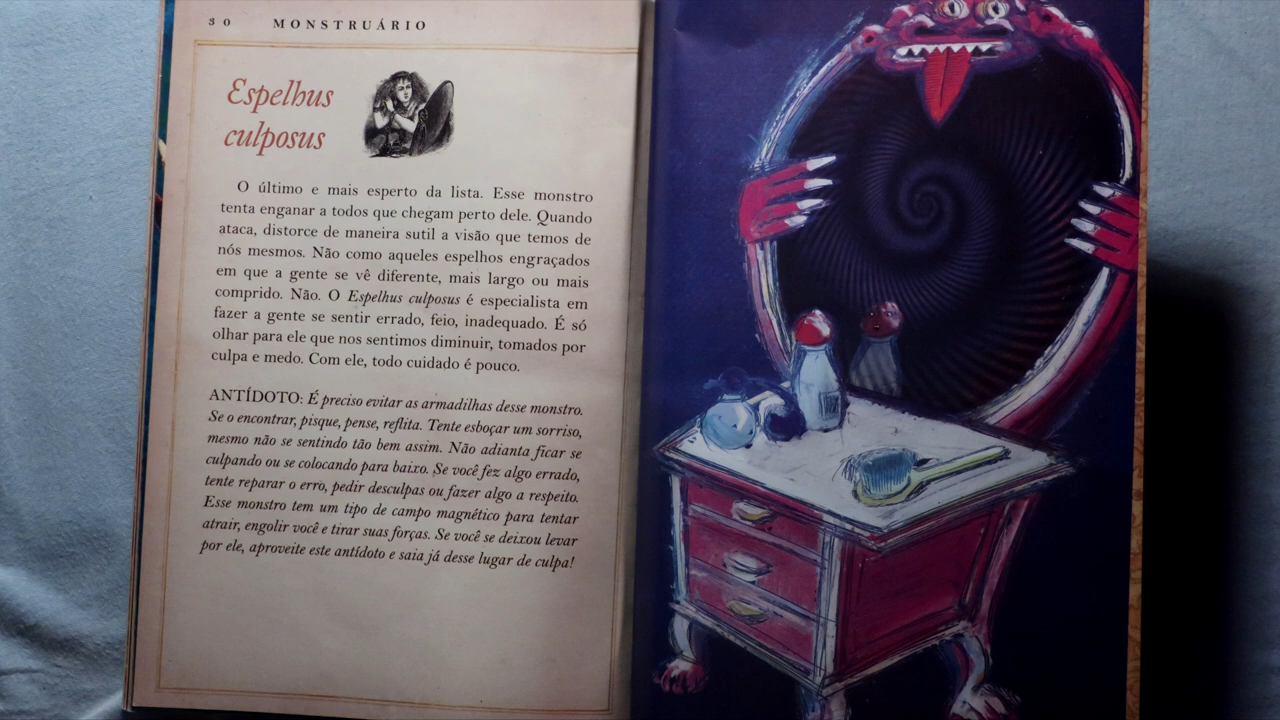 30 MONSTRUÁRIO
Espelhus
culposus
O último e mais esperto da lista. Esse monstro
tenta enganar a todos que chegam perto dele. Quando
ataca, distorce de maneira sutil a visão que temos de
nós mesmos. Não como aqueles espelhos engraçados
em que a gente se vê diferente, mais largo ou mais
comprido. Não. O Espelhus culposus é especialista em
fazer a gente se sentir errado, feio, inadequado. É só
olhar para ele que nos sentimos diminuir, tomados por
culpa e medo. Com ele, todo cuidado é pouco.
ANTÍDOTO: É preciso evitar as armadilhas desse monstro.
Se o encontrar, pisque, pense, reflita. Tente esboçar um sorriso,
mesmo não se sentindo tão bem assim. Não adianta ficar se
culpando ou se colocando para baixo. Se você fez algo errado,
tente reparar o erro, pedir desculpas ou fazer algo a respeito.
Esse monstro tem um tipo de campo magnético para tentar
atrair, engolir você e tirar suas forças. Se você se deixou levar
por ele, aproveite este antídoto e saia já desse lugar de culpa!